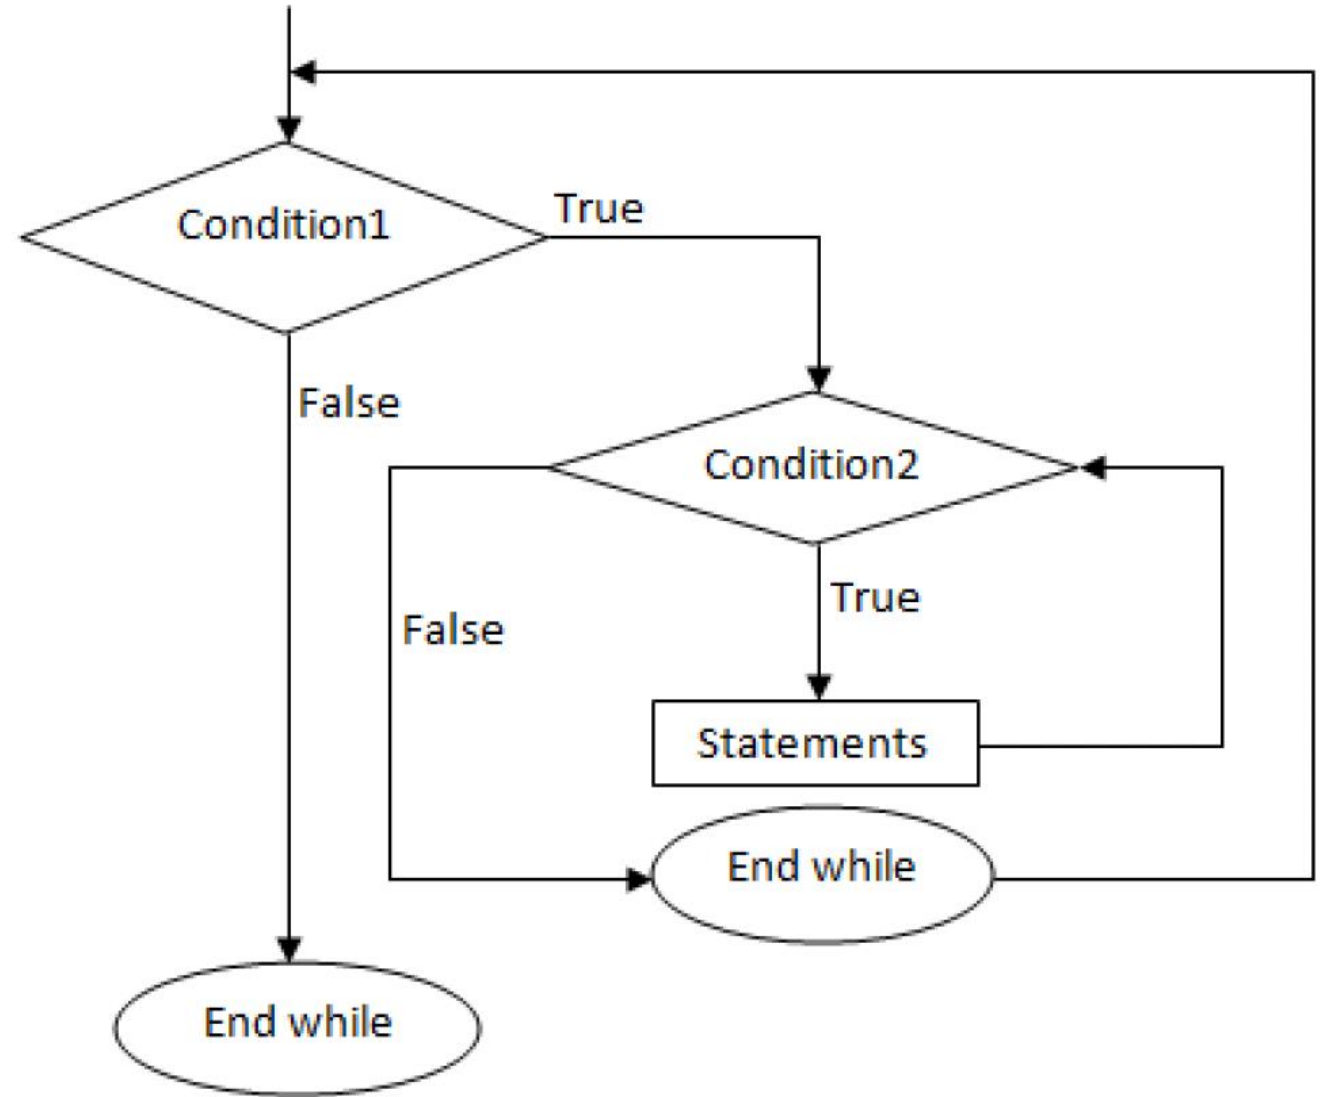 True
Condition1
False
Condition2
True
False
Statements
End while
End while